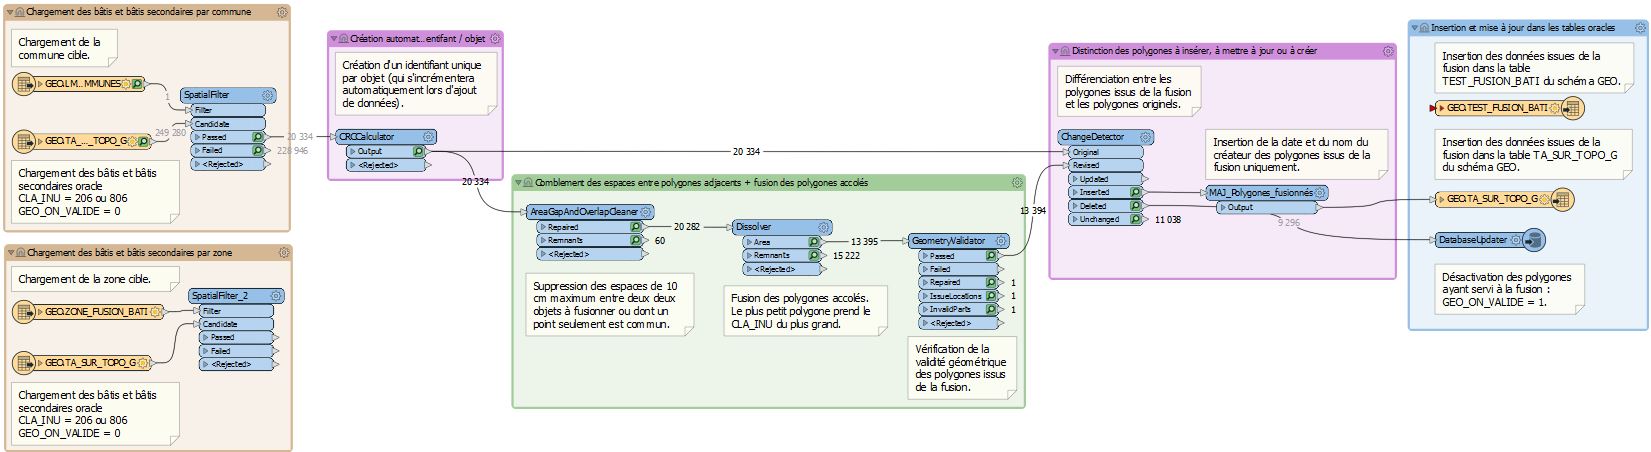 Chargement des bâtis et bâtis secondaires par commune
Chargement de la
commune cible.
GEO.LM...MMUNES
1
GEO.TA_..._TOPO_G
249 280
SpatialFilter
Filter
Candidate
Passed
Failed
<Rejected>
20 334
228 946
Chargement des bâtis et bâtis
secondaires oracle
CLA_INU = 206 ou 806
GEO_ON_VALIDE = 0
Chargement des bâtis et bâtis secondaires par zone
Chargement de la zone cible.
GEO.ZONE_FUSION_BATI
GEO.TA_SUR_TOPO_G
SpatialFilter_2
Filter
Candidate
Passed
Failed
<Rejected>
Chargement des bâtis et bâtis
secondaires oracle
CLA_INU = 206 ou 806
GEO_ON_VALIDE = 0
Création automat...entifant / objet
Création d'un identifiant unique
par objet (qui s'incrémentera
automatiquement lors d'ajout
de données).
CRCCalculator
Output
<Rejected>
20 334
20 334
Comblement des espaces entre polygones adjacents + fusion des polygones accolés
AreaGapAndOverlapCleaner
Repaired
Remnants
<Rejected>
20 282
60
Suppression des espaces de 10
cm maximum entre deux deux
objets à fusionner ou dont un
point seulement est commun.
Dissolver
Area
Remnants
<Rejected>
13 395
15 222
Fusion des polygones accolés.
Le plus petit polygone prend le
CLA_INU du plus grand.
GeometryValidator
Passed
Failed
Repaired
1
IssueLocations
1
InvalidParts
1
<Rejected>
13 394
Vérification de la
validité géométrique
des polygones issus
de la fusion.
Distinction des polygones à insérer, à mettre à jour ou à créer
Différenciation entre les
polygones issus de la fusion
et les polygones originels.
ChangeDetector
Original
Revised
Updated
Inserted
Deleted
Unchanged
11 038
Insertion de la date et du nom du
créateur des polygones issus de la
fusion uniquement.
MAJ_Polygones_fusionnés
Output
9 296
Insertion et mise à jour dans les tables oracles
Insertion des données issues de
la fusion dans la table
TEST_FUSION_BATI du schéma GEO.
GEO.TEST_FUSION_BATI
Insertion des données issues de la
fusion dans la table TA_SUR_TOPO_G
du schéma GEO.
GEO.TA_SUR_TOPO_G
DatabaseUpdater
Désactivation des polygones
ayant servi à la fusion :
GEO_ON_VALIDE = 1.